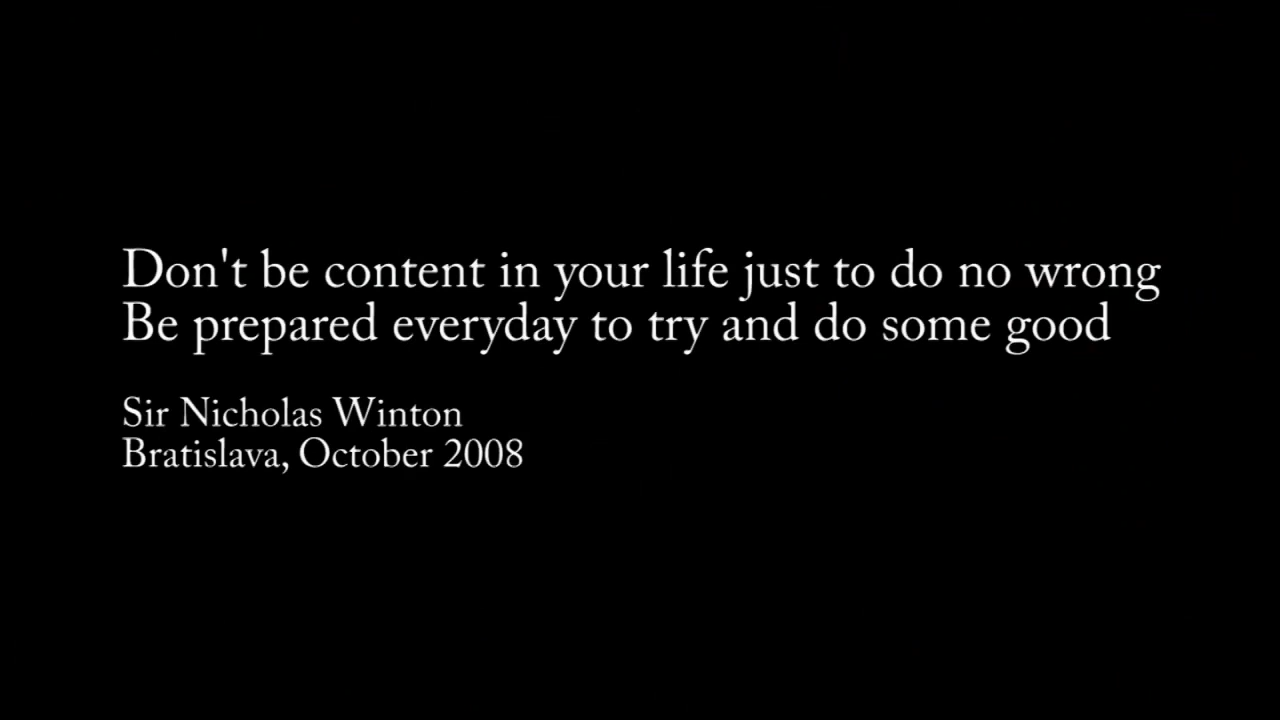 Don't be content in your life just to do no wrong
Be prepared everyday to try and do some good
Sir Nicholas Winton
Bratislava, October 2008